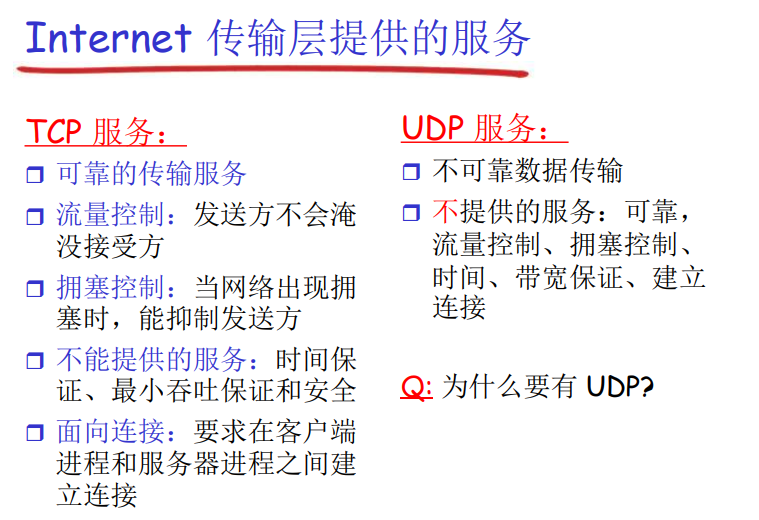 Internet 传输层提供的服务
TCP 服务：
可靠的传输服务
流量控制：发送方不会淹
没接受方
拥塞控制：当网络出现拥
塞时，能抑制发送方
不能提供的服务：时间保
证、最小吞吐保证和安全
面向连接：要求在客户端
进程和服务器进程之间建
立连接
UDP 服务：
不可靠数据传输
不提供的服务：可靠，
流量控制、拥塞控制、
时间、带宽保证、建立
连接
Q: 为什么要有 UDP?